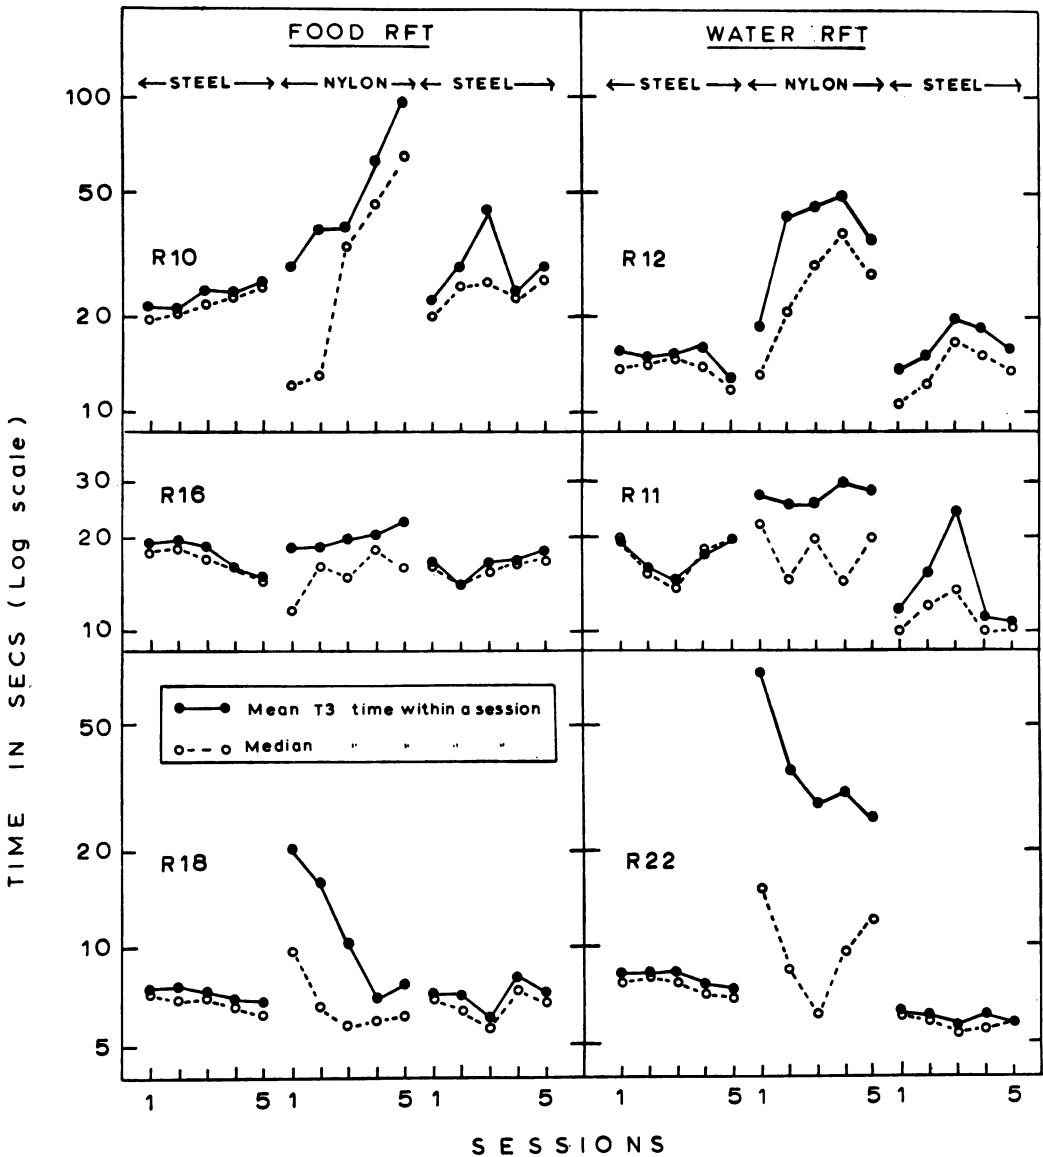 FOOD RFT
WATER RFT
STEEL NYLON STEEL
STEEL NYLON STEEL
100
50
20
10
R10
R12
30
20
10
R16
R11
Mean T3 time within a session
Median " " " "
50
20
10
5
R18
R22
1 5 1 5 1 5
1 5 1 5 1 5
SESSIONS
TIME IN SECS (Log scale)